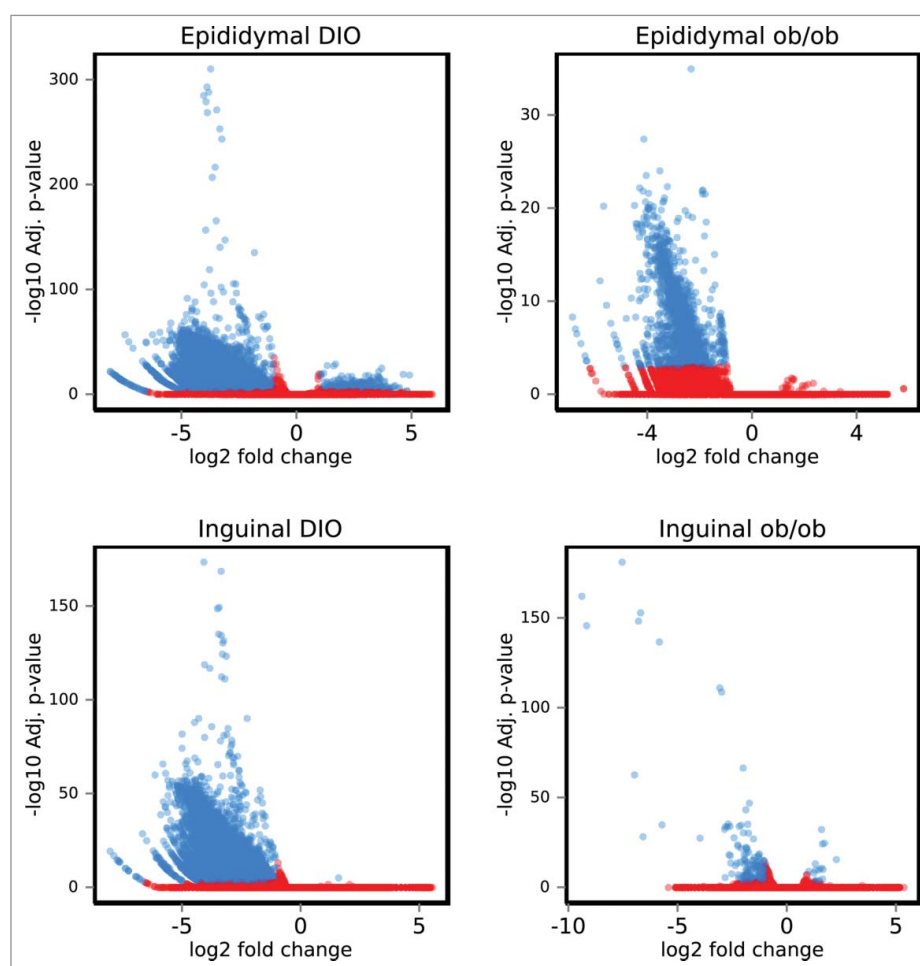 Epididymal DIO
300
200
100
0
-log10 Adj. p-value
-5
0
5
log2 fold change
Epididymal ob/ob
30
20
10
0
-log10 Adj. p-value
-4
0
4
log2 fold change
Inguinal DIO
150
100
50
0
-log10 Adj. p-value
-5
0
5
log2 fold change
Inguinal ob/ob
150
100
50
0
-log10 Adj. p-value
-10
-5
0
5
log2 fold change